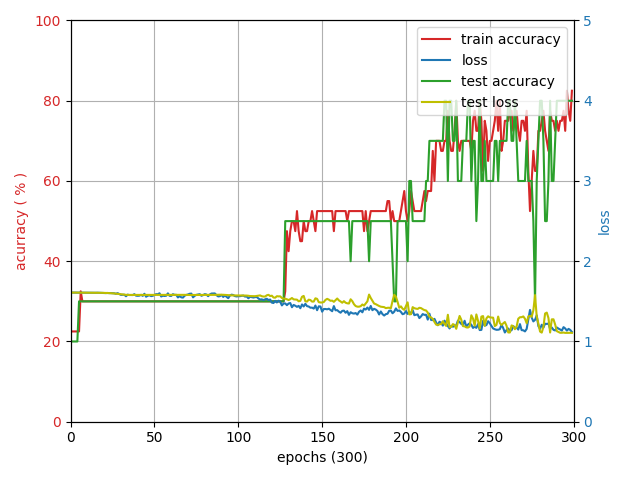 100
80
60
40
20
0
acurracy ( % )
train accuracy
loss
test accuracy
test loss
5
4
3
2
1
0
loss
0 50 100 150 200 250 300
epochs (300)